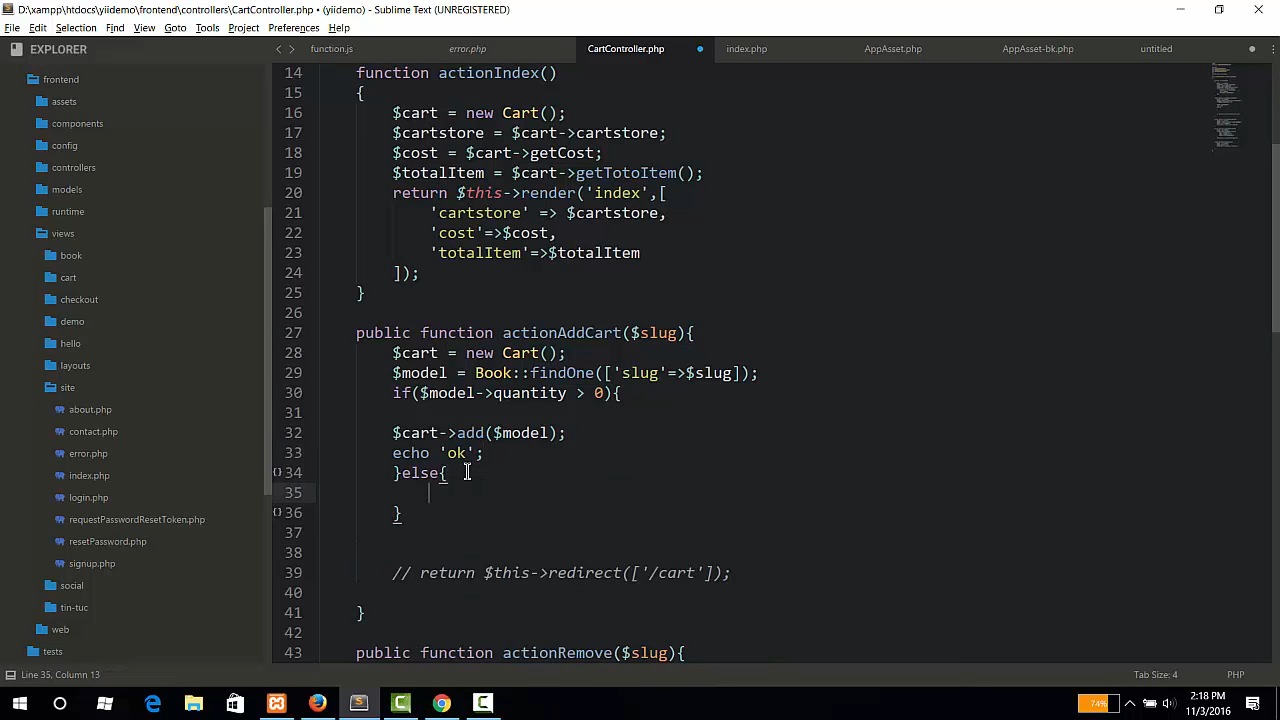 D:\xampp\htdocs\yiidemo\frontend\controllers\CartController.php • (yiidemo) - Sublime Text (UNREGISTERED)
File Edit Selection Find View Goto Tools Project Preferences Help
EXPLORER
function.js error.php CartController.php index.php AppAsset.php AppAsset-bk.php untitled
frontend
assets
components
config
controllers
models
runtime
views
book
cart
checkout
demo
hello
layouts
site
about.php
contact.php
error.php
index.php
login.php
requestPasswordResetToken.php
resetPassword.php
signup.php
social
tin-tuc
web
tests
14 function actionIndex()
15 {
16 $cart = new Cart();
17 $cartstore = $cart->cartstore;
18 $cost = $cart->getCost;
19 $totalItem = $cart->getTotoItem();
20 return $this->render('index',[
21 'cartstore' => $cartstore,
22 'cost'=>$cost,
23 'totalItem'=>$totalItem
24 ]);
25 }
26
27 public function actionAddCart($slug){
28 $cart = new Cart();
29 $model = Book::findOne(['slug'=>$slug]);
30 if($model->quantity > 0){
31
32 $cart->add($model);
33 echo 'ok';
{} 34 }else{
35
{} 36 }
37
38
39 // return $this->redirect(['/cart']);
40
41 }
42
43 public function actionRemove($slug){
Line 35, Column 13 Tab Size: 4 PHP
74% 2:18 PM
11/3/2016